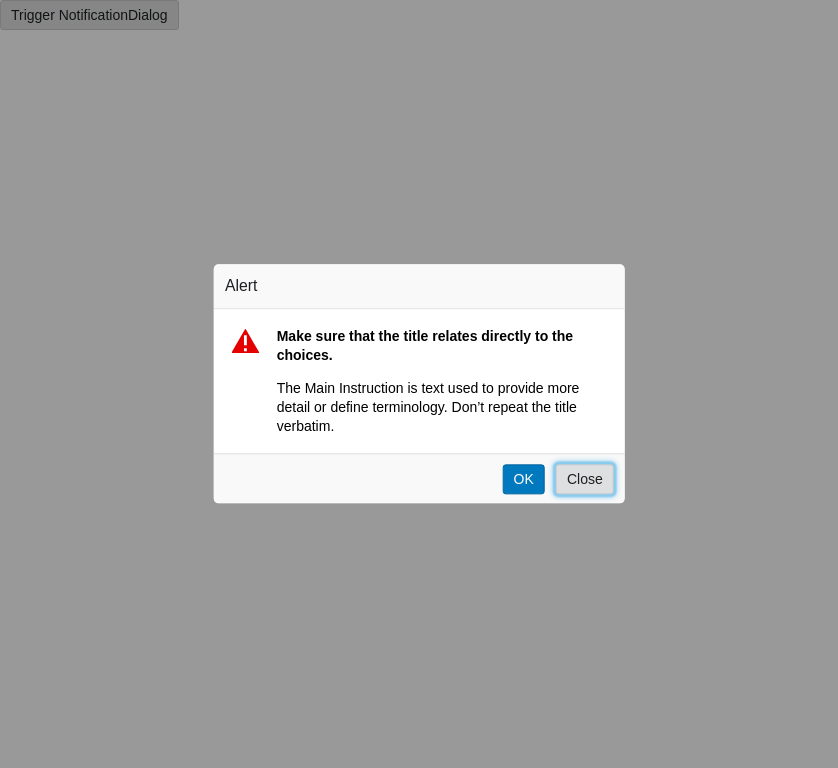 Trigger NotificationDialog
Alert
Make sure that the title relates directly to the
choices.
The Main Instruction is text used to provide more
detail or define terminology. Don’t repeat the title
verbatim.
OK
Close